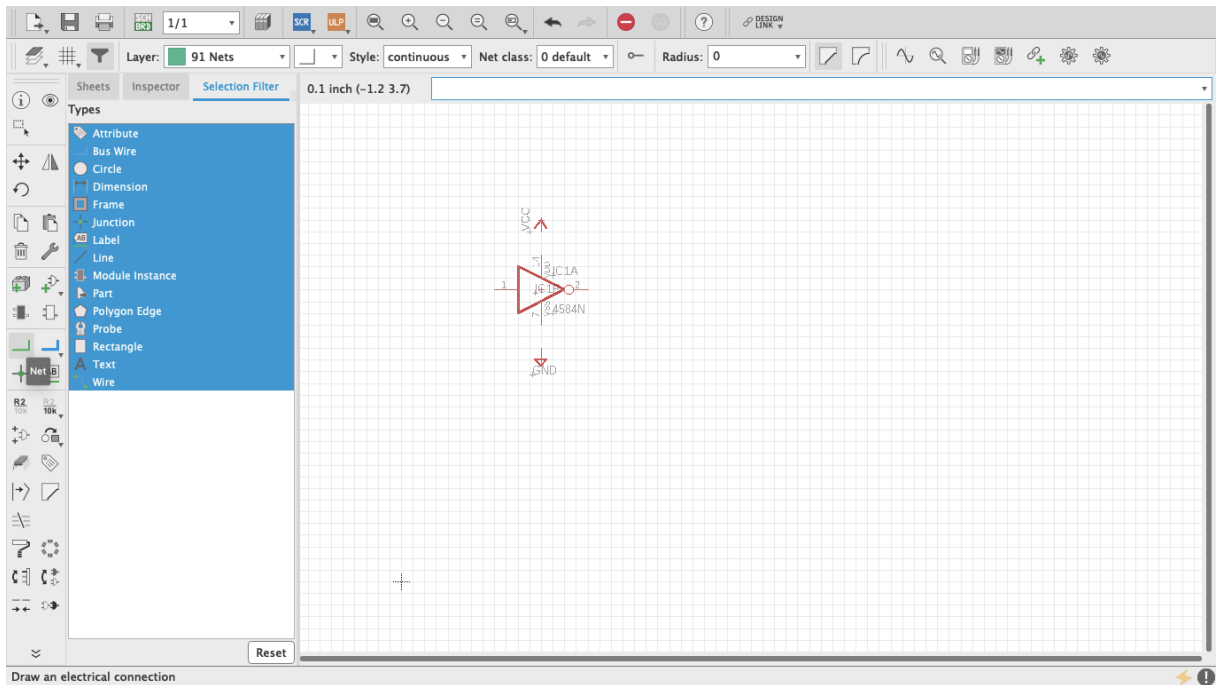 SCH
BRD
1/1
SCR
ULP
?
DESIGN
LINK
Layer:
91 Nets
Style:
continuous
Net class:
0 default
Radius:
0
Sheets
Inspector
Selection Filter
0.1 inch (-1.2 3.7)
Types
Attribute
Bus Wire
Circle
Dimension
Frame
Junction
AB
Label
Line
Module Instance
Part
Polygon Edge
Probe
Rectangle
A
Text
Wire
Net
R2
10k
R2
10k
VCC
IC1A
1
2
7
4584N
GND
Reset
Draw an electrical connection